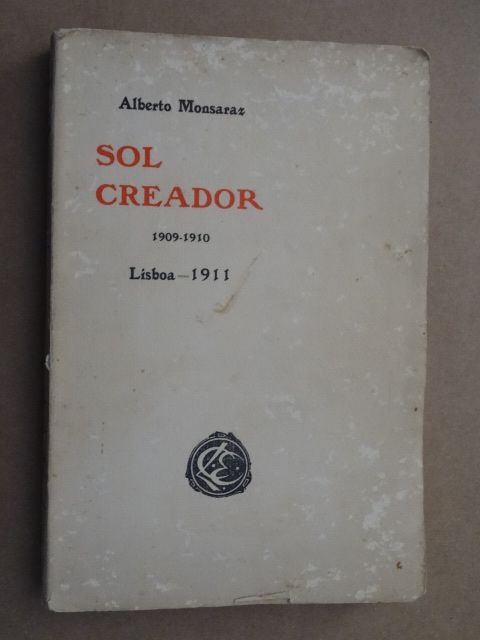 Alberto Monsaraz
SOL
CREADOR
1909-1910
Lisboa - 1911